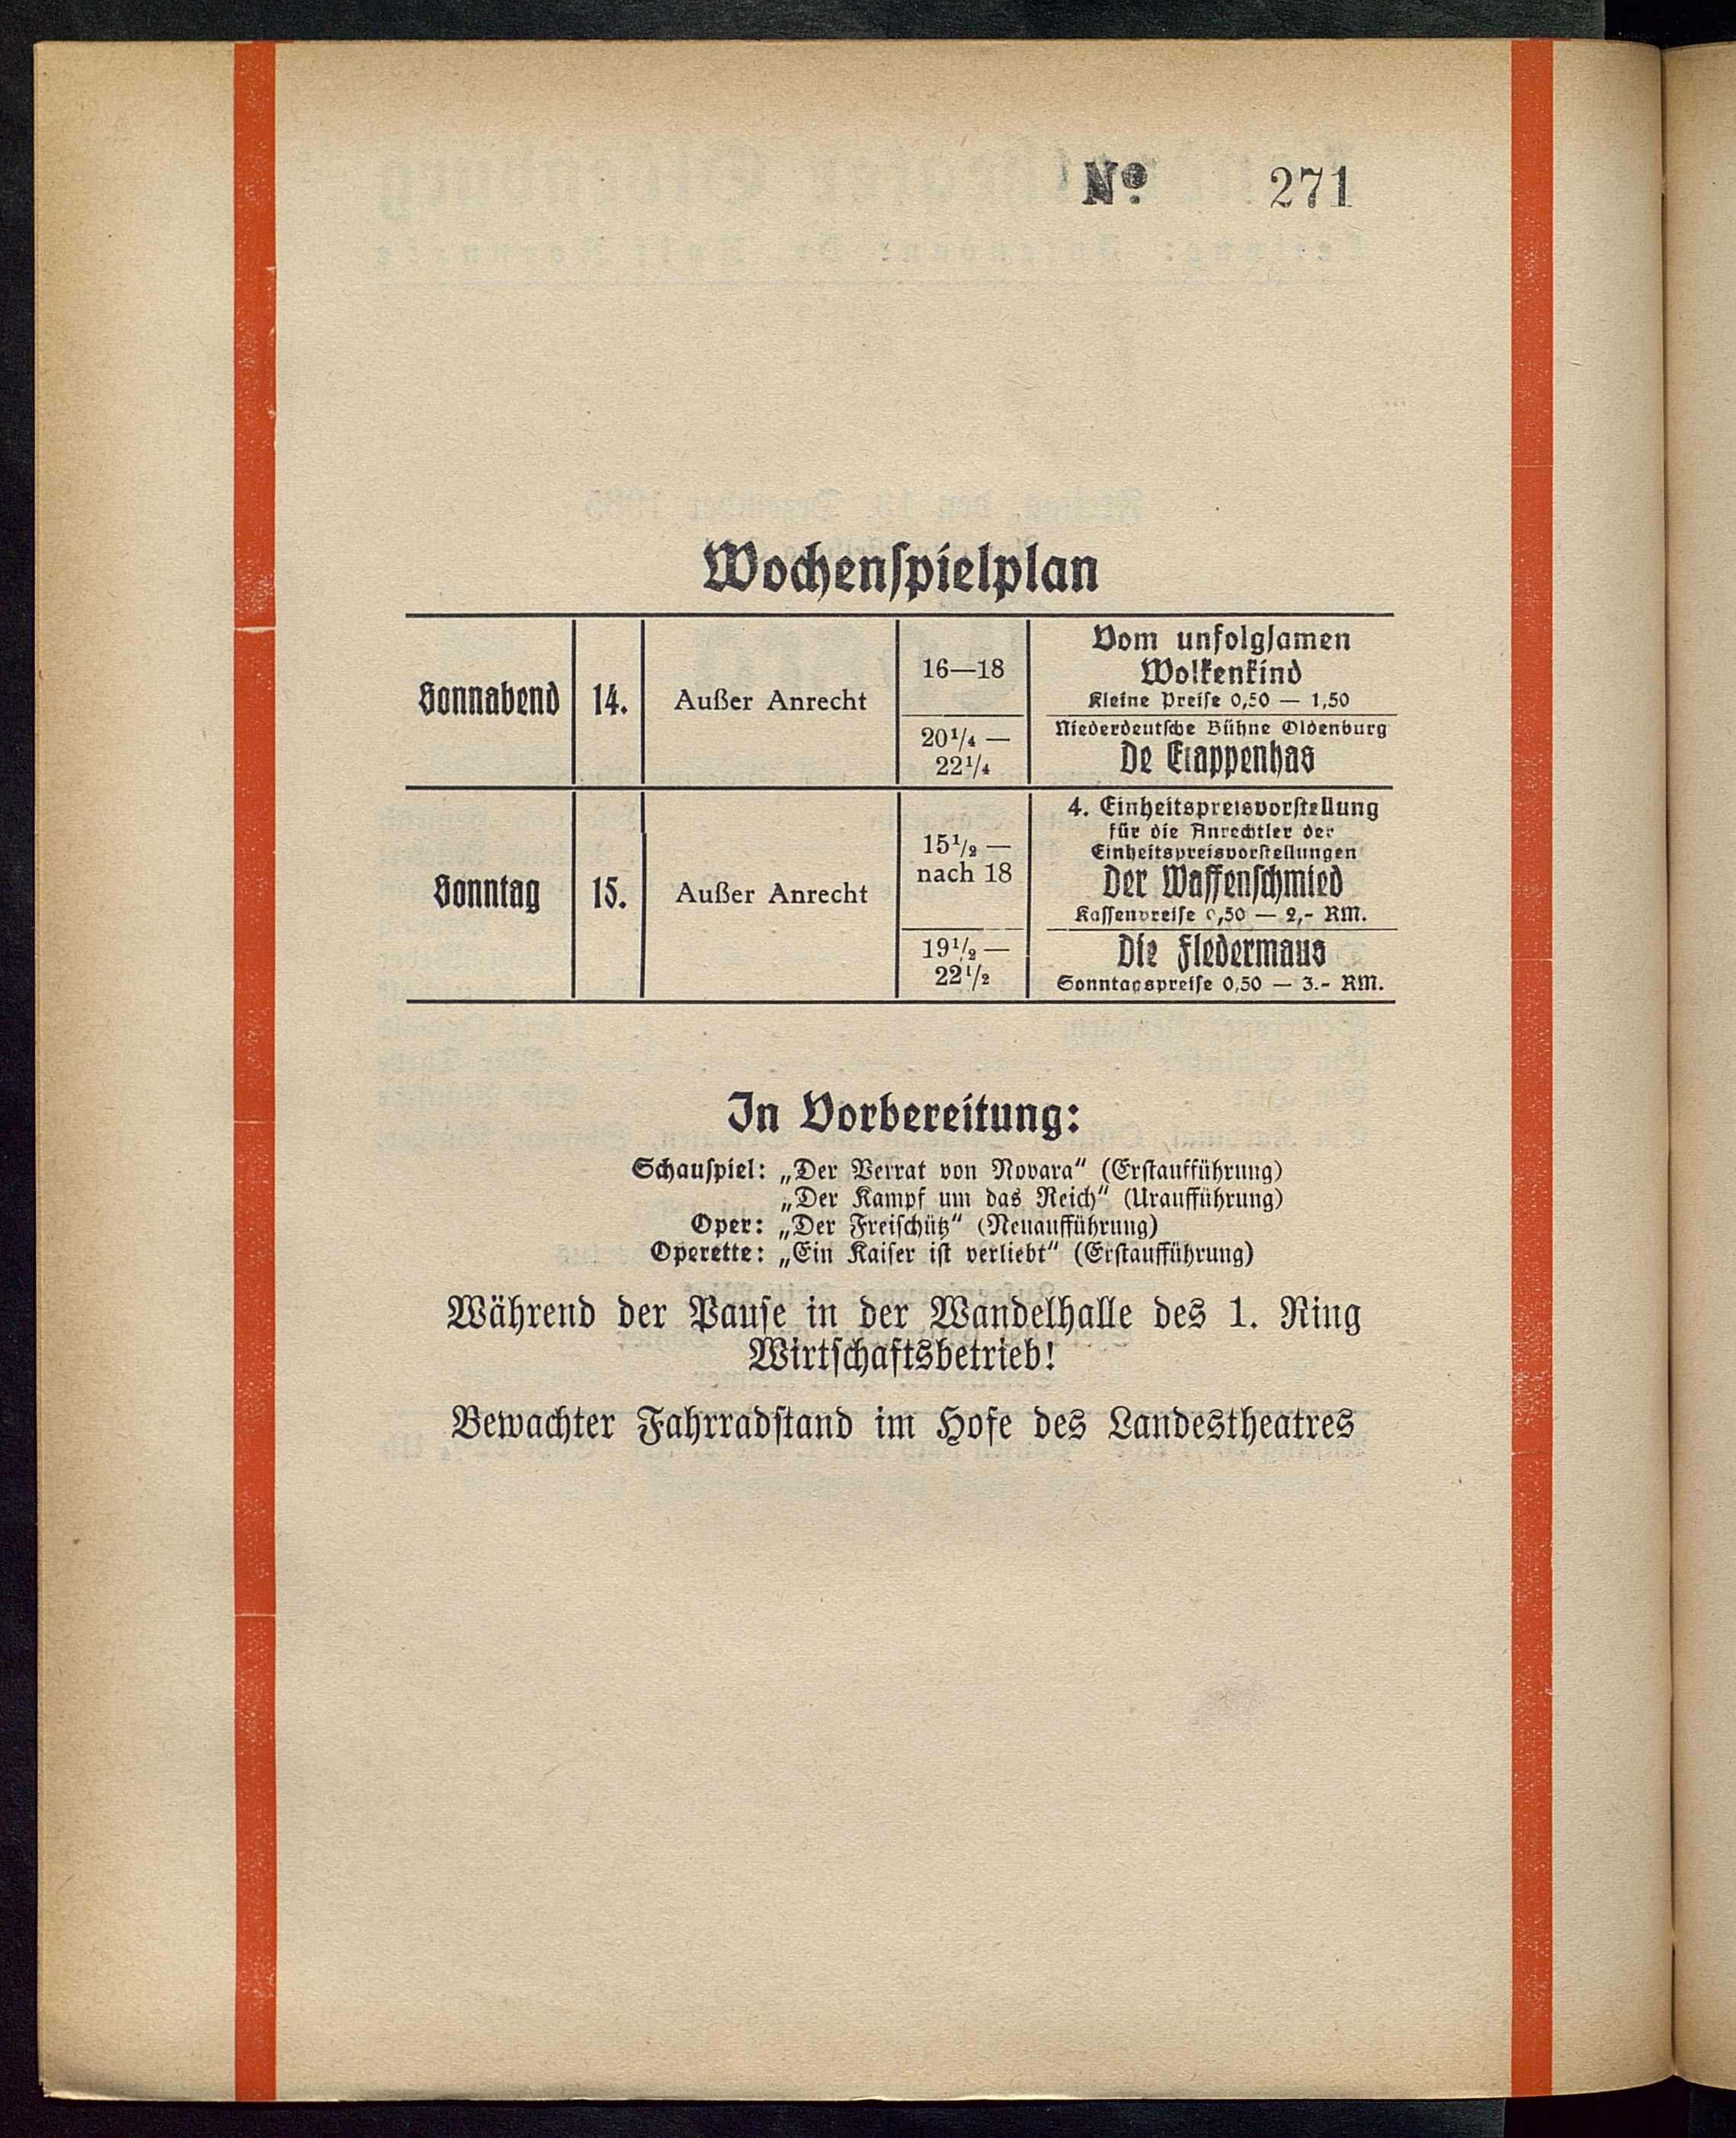 Nº 271
Wochenspielplan
Sonnabend 14. Außer Anrecht
16—18
Vom unfolgsamen
Wolkenkind
Kleine Preise 0,50 — 1,50
20¹/₄ —
22¹/₄
Niederdeutsche Bühne Oldenburg
De Etappenhas
Sonntag 15. Außer Anrecht
15¹/₂ —
nach 18
4. Einheitspreisvorstellung
für die Anrechtler der
Einheitspreisvorstellungen
Der Waffenschmied
Kassenpreise 0,50 — 2,- RM.
19¹/₂ —
22¹/₂
Die Fledermaus
Sonntagspreise 0,50 — 3.- RM.
In Vorbereitung:
Schauspiel: „Der Verrat von Novara“ (Erstaufführung)
„Der Kampf um das Reich“ (Uraufführung)
Oper: „Der Freischütz“ (Neuaufführung)
Operette: „Ein Kaiser ist verliebt“ (Erstaufführung)
Während der Pause in der Wandelhalle des 1. Ring
Wirtschaftsbetrieb!
Bewachter Fahrradstand im Hofe des Landestheatres